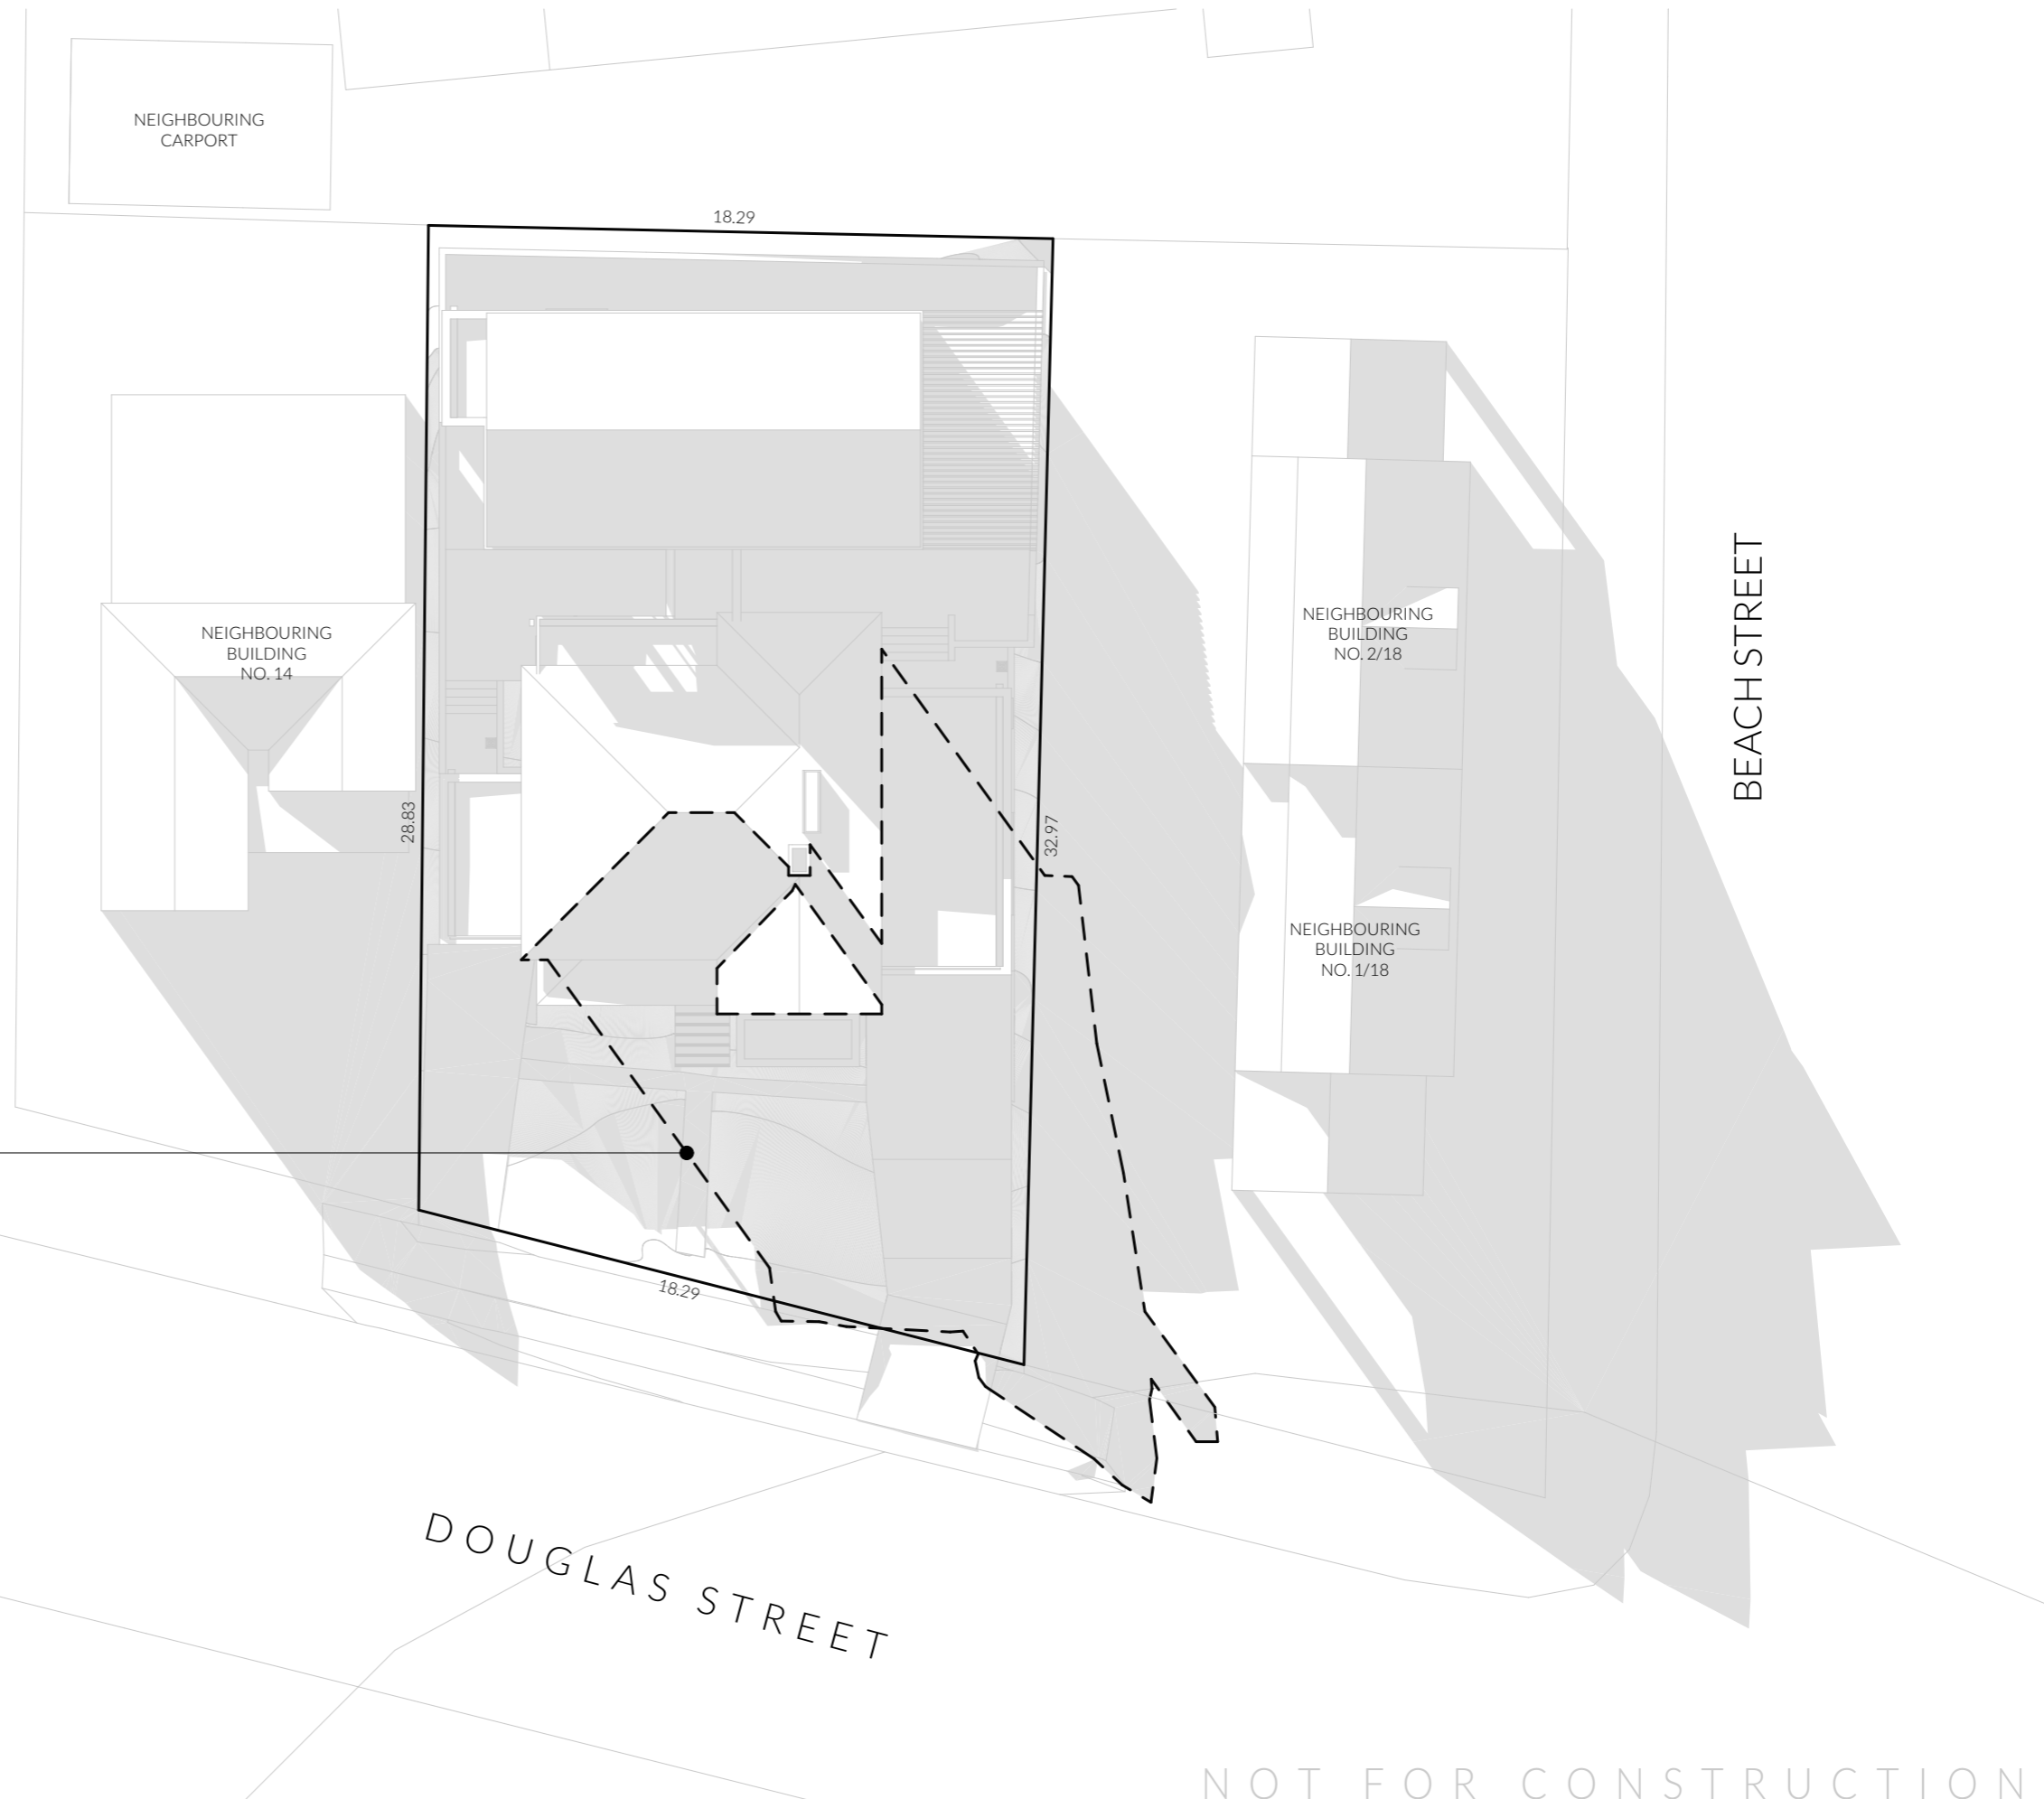 NEIGHBOURING
CARPORT
18.29
NEIGHBOURING
BUILDING
NO. 14
28.83
32.97
NEIGHBOURING
BUILDING
NO. 2/18
BEACH STREET
NEIGHBOURING
BUILDING
NO. 1/18
18.29
DOUGLAS STREET
NOT FOR CONSTRUCTION